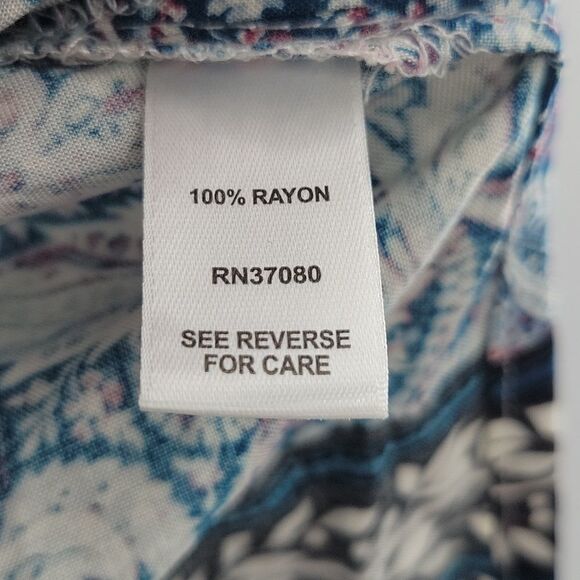 100% RAYON
RN37080
SEE REVERSE
FOR CARE